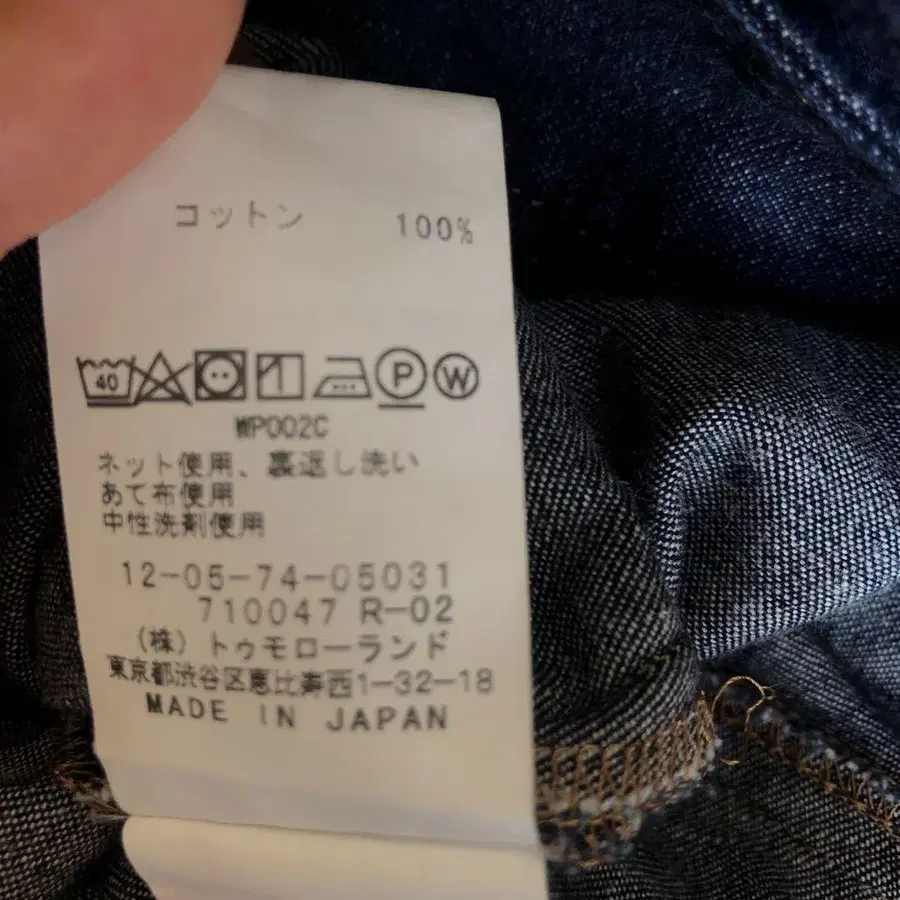 コットン 100%
40 P W
WP002C
ネット使用、裏返し洗い
あて布使用
中性洗剤使用
12-05-74-05031
710047 R-02
(株)トゥモローランド
東京都渋谷区恵比寿西1-32-18
MADE IN JAPAN